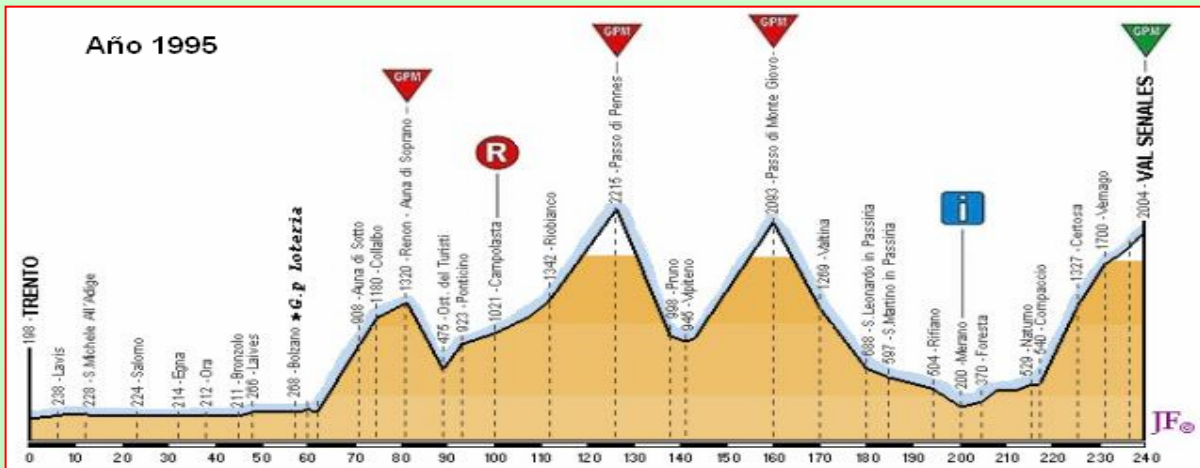 Año 1995
GPM
GPM
GPM
GPM
R
i
198 - TRENTO
238 - Lavis
228 - S.Michele All'Adige
224 - Salorno
214 - Egna
212 - Ora
211 - Bronzolo
266 - Laives
268 - Bolzano *G.p Loteria
908 - Auna di Sotto
1180 - Collalbo
1320 - Renon - Auna di Soprano
475 - Ost. del Turisti
923 - Ponticino
1021 - Campolasta
1342 - Riobianco
2215 - Passo di Pennes
998 - Pruno
945 - Vipiteno
2093 - Passo di Monte Giovo
1269 - Valtina
688 - S.Leonardo in Passiria
597 - S.Martino in Passiria
504 - Rifiano
200 - Merano
370 - Foresta
529 - Naturno
540 - Compaccio
1327 - Certosa
1700 - Vernago
2004 - VAL SENALES
JF©
0 10 20 30 40 50 60 70 80 90 100 110 120 130 140 150 160 170 180 190 200 210 220 230 240